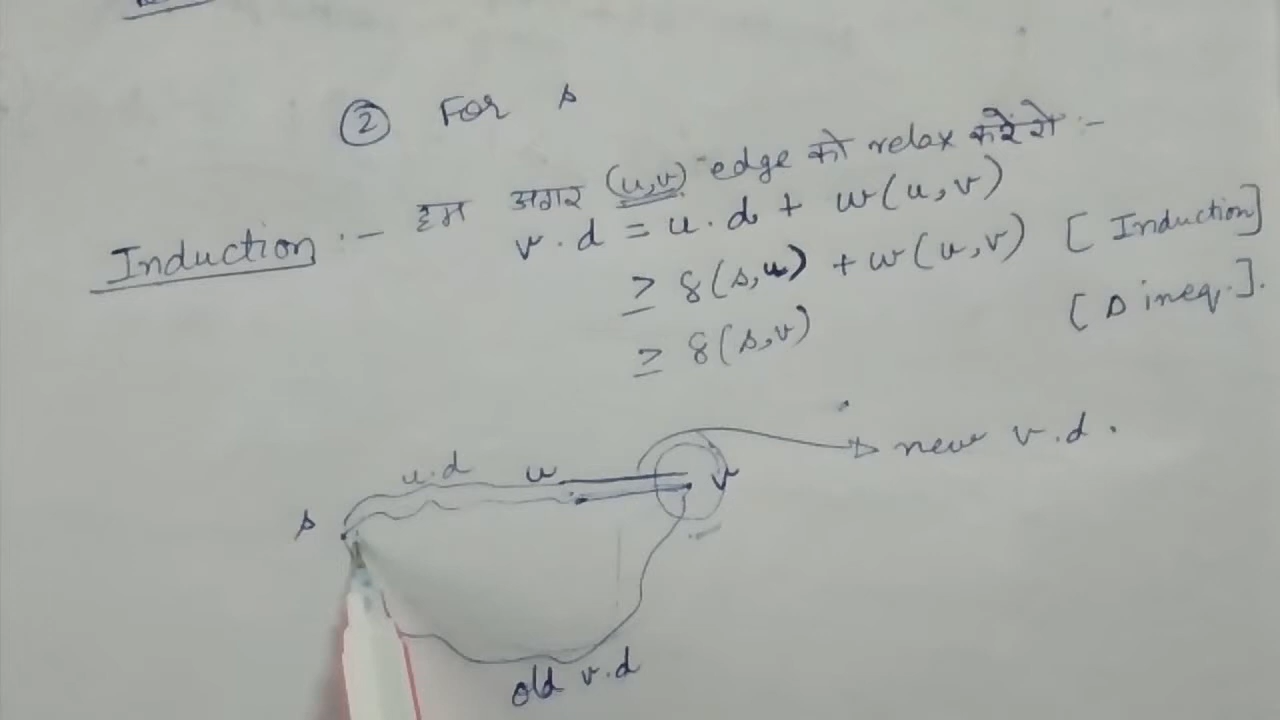 ② For s
Induction :- हम अगर (u,v) edge को relax करेंगे :-
v.d = u.d + w(u,v)
≥ δ(s,u) + w(u,v) [Induction]
≥ δ(s,v) [Δ ineq.].
u.d u v → new v.d.
s
old v.d